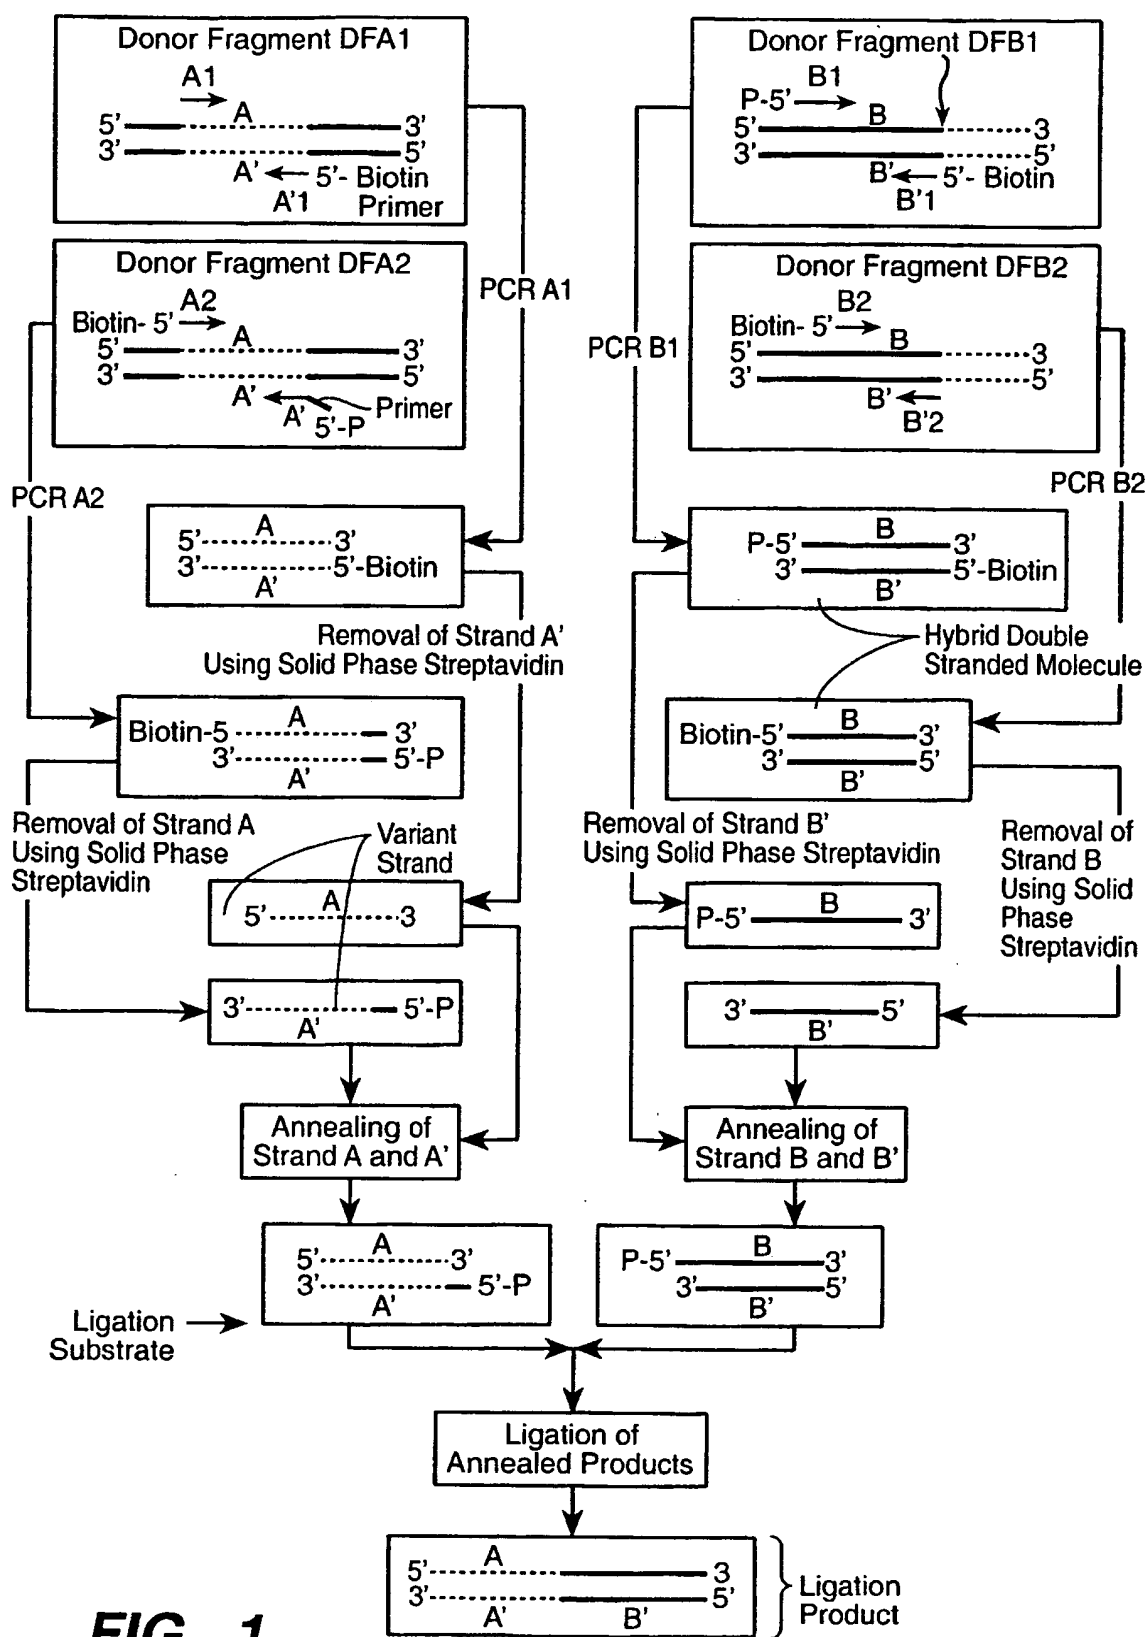 Donor Fragment DFA1
A1
A
5' 3'
3' 5'
A' 5'- Biotin
A'1 Primer
Donor Fragment DFB1
B1
P-5'
B
5' 3
3' 5'
B' 5'- Biotin
B'1
Donor Fragment DFA2
A2
Biotin- 5'
A
5' 3'
3' 5'
A' Primer
A' 5'-P
Donor Fragment DFB2
B2
Biotin- 5'
B
5' 3
3' 5'
B'
B'2
PCR A1
PCR B1
PCR A2
PCR B2
A
5' 3'
3' 5'-Biotin
A'
B
P-5' 3'
3' 5'-Biotin
B'
Removal of Strand A'
Using Solid Phase Streptavidin
Hybrid Double
Stranded Molecule
A
Biotin-5 3'
3' 5'-P
A'
B
Biotin-5' 3'
3' 5'
B'
Removal of Strand A
Using Solid Phase
Streptavidin
Variant
Strand
Removal of Strand B'
Using Solid Phase Streptavidin
Removal of
Strand B
Using Solid
Phase
Streptavidin
A
5' 3
B
P-5' 3'
3' 5'-P
A'
3' 5'
B'
Annealing of
Strand A and A'
Annealing of
Strand B and B'
A
5' 3'
3' 5'-P
A'
B
P-5' 3'
3' 5'
B'
Ligation
Substrate
Ligation of
Annealed Products
A
5' 3
3' 5'
A' B'
Ligation
Product
FIG._1